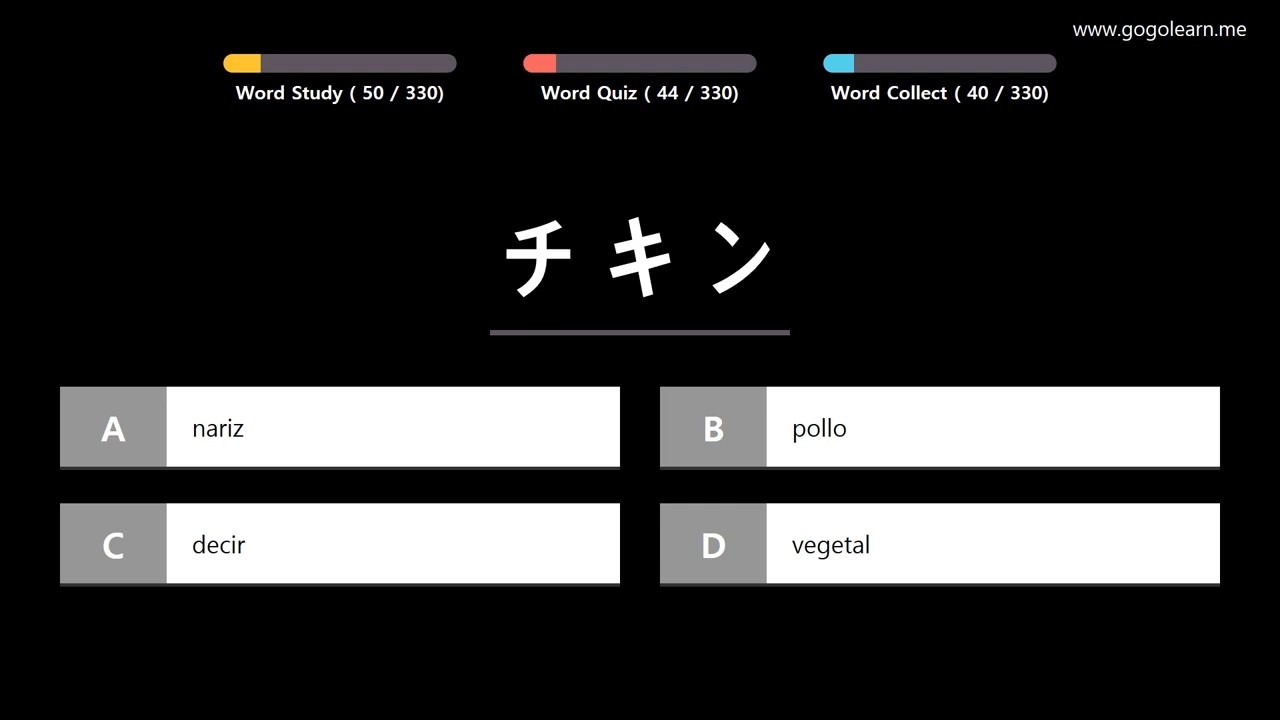 www.gogolearn.me
Word Study ( 50 / 330)
Word Quiz ( 44 / 330)
Word Collect ( 40 / 330)
チキン
A nariz
B pollo
C decir
D vegetal